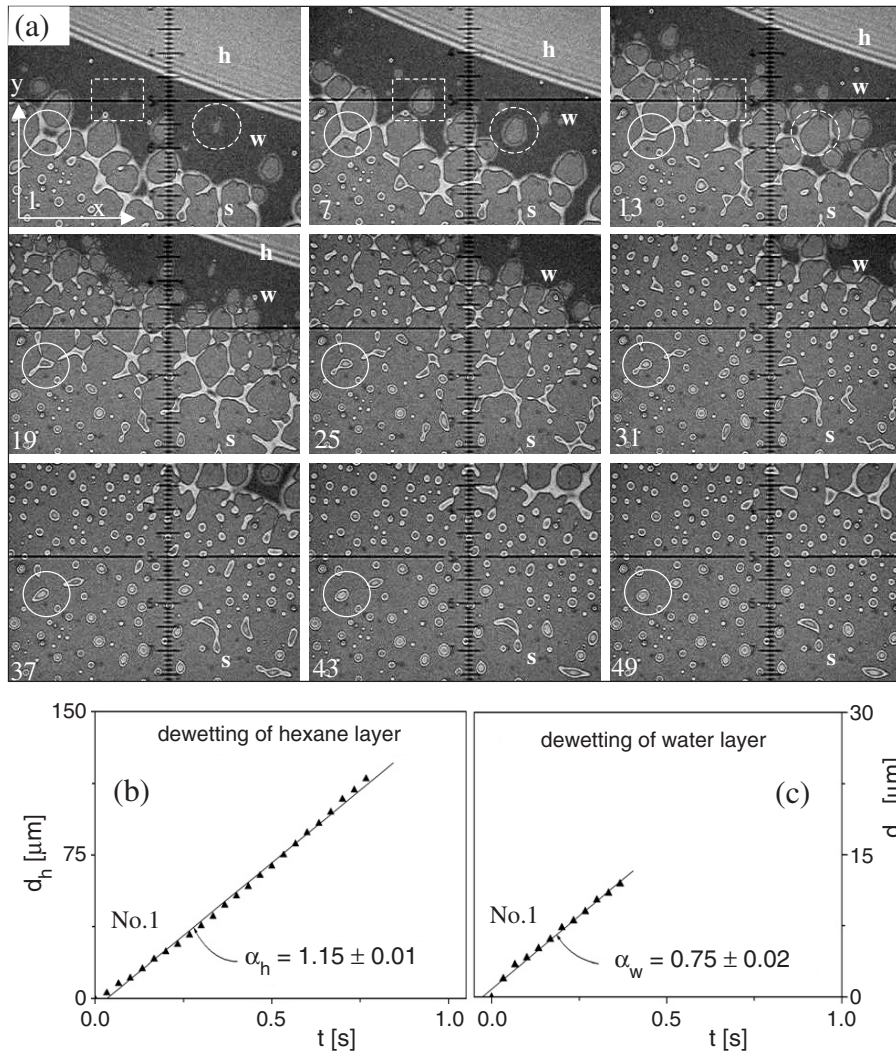 (a)
h
h
y
w
w
w
1
x
s
7
s
13
s
h
w
w
w
19
s
25
s
31
s
37
s
43
s
49
s
150
30
dewetting of hexane layer
dewetting of water layer
(b)
(c)
d_h [μm]
75
15
d [μm]
No.1
No.1
α_h = 1.15 ± 0.01
α_w = 0.75 ± 0.02
0
0
0.0
0.5
1.0
0.0
0.5
1.0
t [s]
t [s]